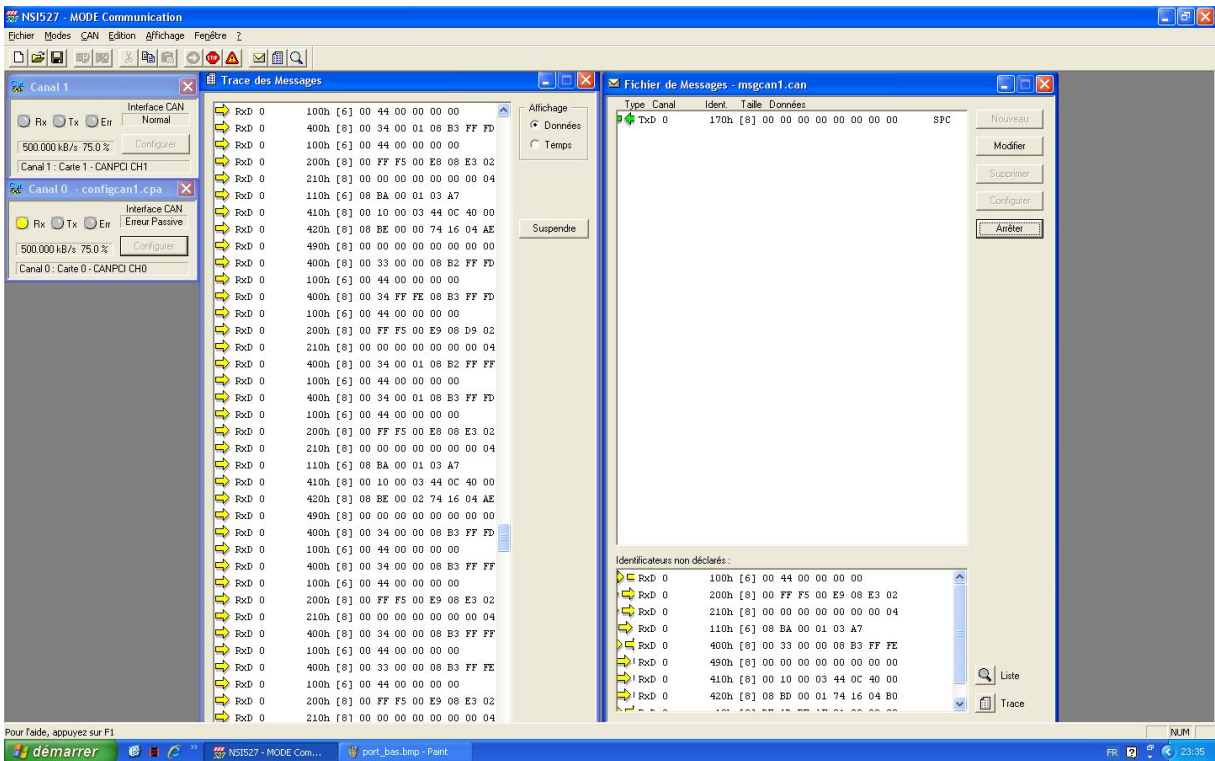 NSI527 - MODE Communication
Fichier Modes CAN Edition Affichage Fenêtre ?
Canal 1
Interface CAN
Rx Tx Err Normal
500.000 kB/s 75.0 % Configurer
Canal 1 : Carte 1 - CANPCI CH1
Canal 0 - configcan1.cpa
Interface CAN
Rx Tx Err Erreur Passive
500.000 kB/s 75.0 % Configurer
Canal 0 : Carte 0 - CANPCI CH0
Trace des Messages
RxD 0 100h [6] 00 44 00 00 00 00
RxD 0 400h [8] 00 34 00 01 08 B3 FF FD
RxD 0 100h [6] 00 44 00 00 00 00
RxD 0 200h [8] 00 FF F5 00 E8 08 E3 02
RxD 0 210h [8] 00 00 00 00 00 00 00 04
RxD 0 110h [6] 08 BA 00 01 03 A7
RxD 0 410h [8] 00 10 00 03 44 0C 40 00
RxD 0 420h [8] 08 BE 00 00 74 16 04 AE
RxD 0 490h [8] 00 00 00 00 00 00 00 00
RxD 0 400h [8] 00 33 00 00 08 B2 FF FD
RxD 0 100h [6] 00 44 00 00 00 00
RxD 0 400h [8] 00 34 FF FE 08 B3 FF FD
RxD 0 100h [6] 00 44 00 00 00 00
RxD 0 200h [8] 00 FF F5 00 E9 08 D9 02
RxD 0 210h [8] 00 00 00 00 00 00 00 04
RxD 0 400h [8] 00 34 00 01 08 B2 FF FF
RxD 0 100h [6] 00 44 00 00 00 00
RxD 0 400h [8] 00 34 00 01 08 B3 FF FD
RxD 0 100h [6] 00 44 00 00 00 00
RxD 0 200h [8] 00 FF F5 00 E8 08 E3 02
RxD 0 210h [8] 00 00 00 00 00 00 00 04
RxD 0 110h [6] 08 BA 00 01 03 A7
RxD 0 410h [8] 00 10 00 03 44 0C 40 00
RxD 0 420h [8] 08 BE 00 02 74 16 04 AE
RxD 0 490h [8] 00 00 00 00 00 00 00 00
RxD 0 400h [8] 00 34 00 00 08 B3 FF FD
RxD 0 100h [6] 00 44 00 00 00 00
RxD 0 400h [8] 00 34 00 00 08 B3 FF FF
RxD 0 100h [6] 00 44 00 00 00 00
RxD 0 200h [8] 00 FF F5 00 E9 08 E3 02
RxD 0 210h [8] 00 00 00 00 00 00 00 04
RxD 0 400h [8] 00 34 00 00 08 B3 FF FF
RxD 0 100h [6] 00 44 00 00 00 00
RxD 0 400h [8] 00 33 00 00 08 B3 FF FE
RxD 0 100h [6] 00 44 00 00 00 00
RxD 0 200h [8] 00 FF F5 00 E9 08 E3 02
RxD 0 210h [8] 00 00 00 00 00 00 00 04
Affichage
Données
Temps
Suspendre
Fichier de Messages - msgcan1.can
Type Canal Ident. Taille Données
TxD 0 170h [8] 00 00 00 00 00 00 00 00 SPC
Nouveau
Modifier
Supprimer
Configurer
Arrêter
Identificateurs non déclarés :
RxD 0 100h [6] 00 44 00 00 00 00
RxD 0 200h [8] 00 FF F5 00 E9 08 E3 02
RxD 0 210h [8] 00 00 00 00 00 00 00 04
RxD 0 110h [6] 08 BA 00 01 03 A7
RxD 0 400h [8] 00 33 00 00 08 B3 FF FE
RxD 0 490h [8] 00 00 00 00 00 00 00 00
RxD 0 410h [8] 00 10 00 03 44 0C 40 00
RxD 0 420h [8] 08 BD 00 01 74 16 04 B0
Liste
Trace
Pour l'aide, appuyez sur F1
NUM
démarrer
NSI527 - MODE Com...
port_bas.bmp - Paint
FR
23:35